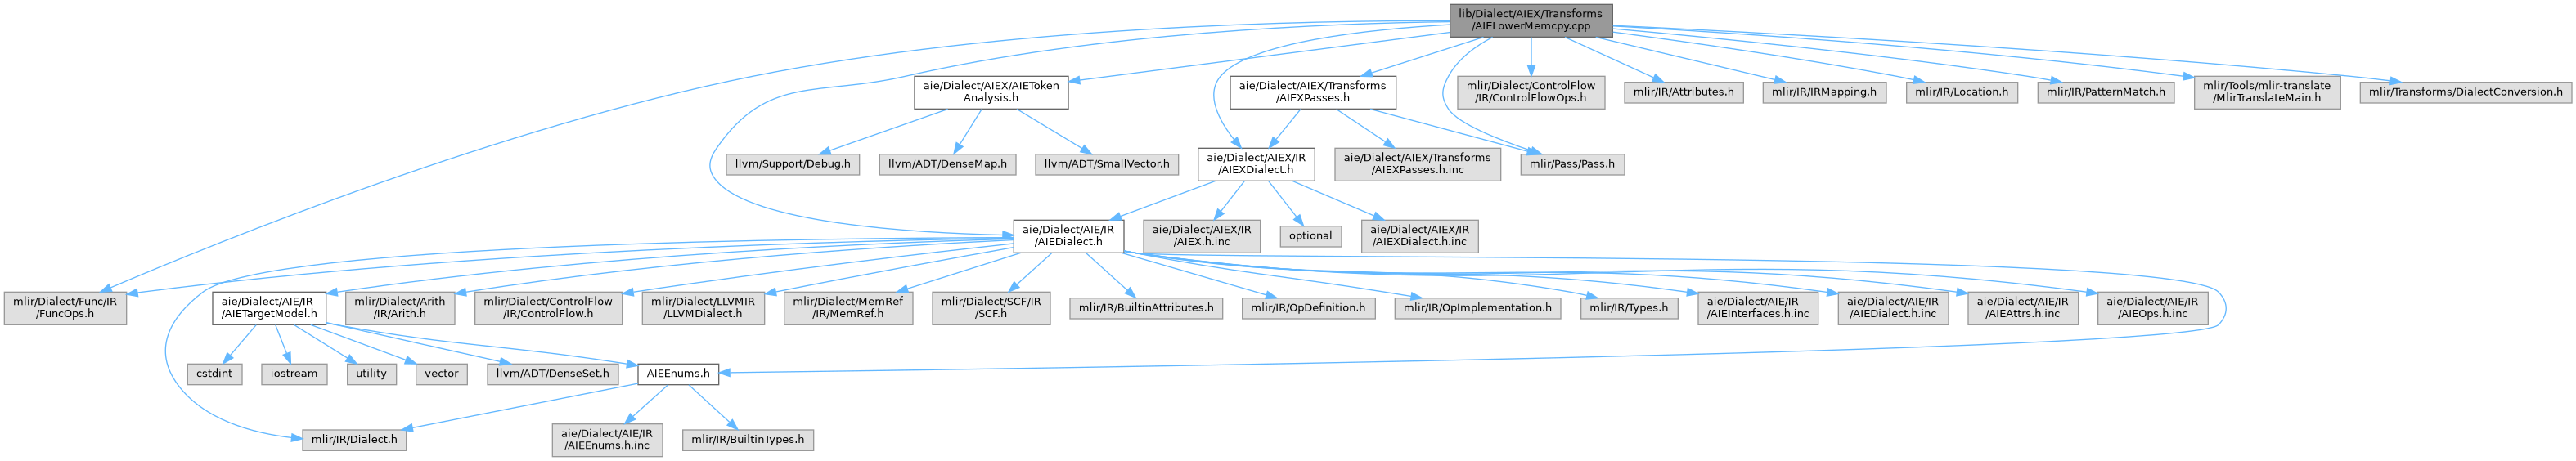 lib/Dialect/AIEX/Transforms
/AIELowerMemcpy.cpp
aie/Dialect/AIEX/AIEToken
Analysis.h
aie/Dialect/AIEX/Transforms
/AIEXPasses.h
mlir/Dialect/ControlFlow
/IR/ControlFlowOps.h
mlir/IR/Attributes.h
mlir/IR/IRMapping.h
mlir/IR/Location.h
mlir/IR/PatternMatch.h
mlir/Tools/mlir-translate
/MlirTranslateMain.h
mlir/Transforms/DialectConversion.h
llvm/Support/Debug.h
llvm/ADT/DenseMap.h
llvm/ADT/SmallVector.h
aie/Dialect/AIEX/IR
/AIEXDialect.h
aie/Dialect/AIEX/Transforms
/AIEXPasses.h.inc
mlir/Pass/Pass.h
aie/Dialect/AIE/IR
/AIEDialect.h
aie/Dialect/AIEX/IR
/AIEX.h.inc
optional
aie/Dialect/AIEX/IR
/AIEXDialect.h.inc
mlir/Dialect/Func/IR
/FuncOps.h
aie/Dialect/AIE/IR
/AIETargetModel.h
mlir/Dialect/Arith
/IR/Arith.h
mlir/Dialect/ControlFlow
/IR/ControlFlow.h
mlir/Dialect/LLVMIR
/LLVMDialect.h
mlir/Dialect/MemRef
/IR/MemRef.h
mlir/Dialect/SCF/IR
/SCF.h
mlir/IR/BuiltinAttributes.h
mlir/IR/OpDefinition.h
mlir/IR/OpImplementation.h
mlir/IR/Types.h
aie/Dialect/AIE/IR
/AIEInterfaces.h.inc
aie/Dialect/AIE/IR
/AIEDialect.h.inc
aie/Dialect/AIE/IR
/AIEAttrs.h.inc
aie/Dialect/AIE/IR
/AIEOps.h.inc
cstdint
iostream
utility
vector
llvm/ADT/DenseSet.h
AIEEnums.h
mlir/IR/Dialect.h
aie/Dialect/AIE/IR
/AIEEnums.h.inc
mlir/IR/BuiltinTypes.h